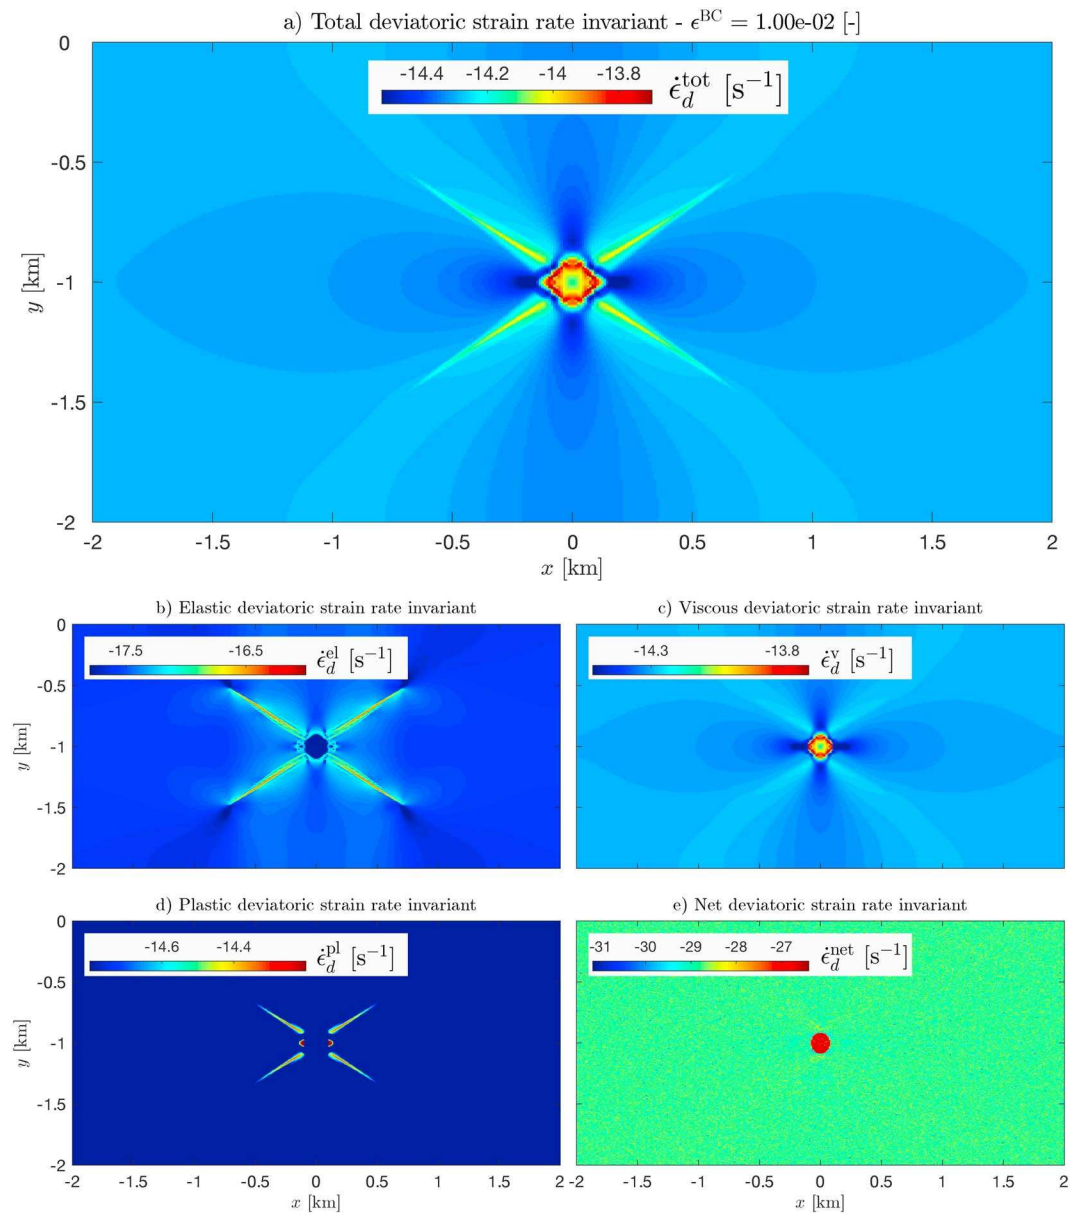 a) Total deviatoric strain rate invariant - ϵ^BC = 1.00e-02 [-]
-14.4 -14.2 -14 -13.8
ϵ̇_d^tot [s⁻¹]
0
-0.5
-1
-1.5
-2
y [km]
-2 -1.5 -1 -0.5 0 0.5 1 1.5 2
x [km]
b) Elastic deviatoric strain rate invariant
-17.5 -16.5
ϵ̇_d^el [s⁻¹]
0
-0.5
-1
-1.5
-2
y [km]
c) Viscous deviatoric strain rate invariant
-14.3 -13.8
ϵ̇_d^v [s⁻¹]
d) Plastic deviatoric strain rate invariant
-14.6 -14.4
ϵ̇_d^pl [s⁻¹]
0
-0.5
-1
-1.5
-2
y [km]
-2 -1.5 -1 -0.5 0 0.5 1 1.5 2
x [km]
e) Net deviatoric strain rate invariant
-31 -30 -29 -28 -27
ϵ̇_d^net [s⁻¹]
-2 -1.5 -1 -0.5 0 0.5 1 1.5 2
x [km]